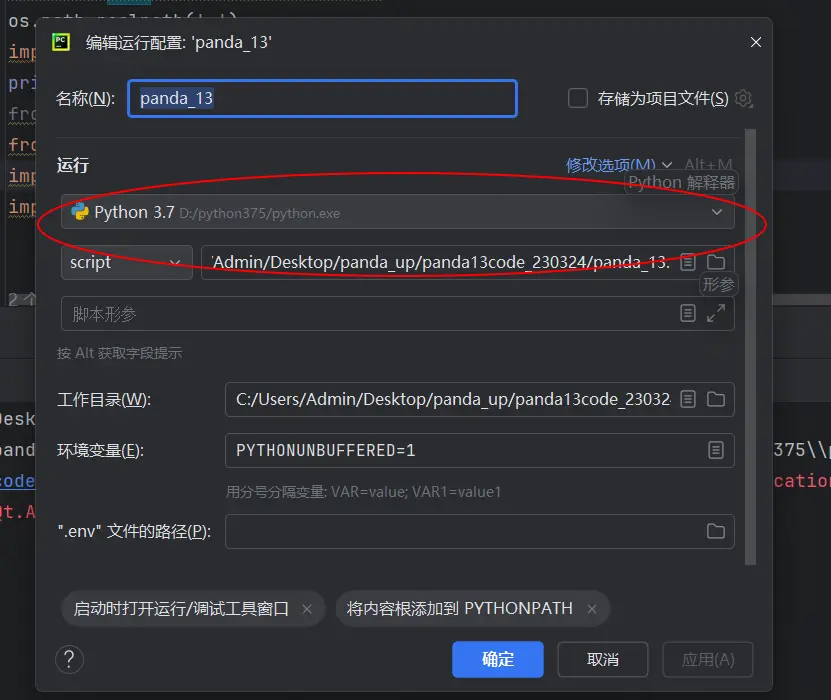 os.path.realpath('.')
编辑运行配置: 'panda_13'
imp
名称(N):
panda_13
存储为项目文件(S)
pri
fro
fro
运行
修改选项(M)
Alt+M
imp
Python 解释器
imp
Python 3.7 D:/python375/python.exe
script
/Admin/Desktop/panda_up/panda13code_230324/panda_13.
形参
2 个
脚本形参
按 Alt 获取字段提示
工作目录(W):
C:/Users/Admin/Desktop/panda_up/panda13code_23032
Desk
pand
环境变量(E):
PYTHONUNBUFFERED=1
375\\p
code
cation
用分号分隔变量: VAR=value; VAR1=value1
Qt.A
".env" 文件的路径(P):
启动时打开运行/调试工具窗口
将内容根添加到 PYTHONPATH
?
确定
取消
应用(A)